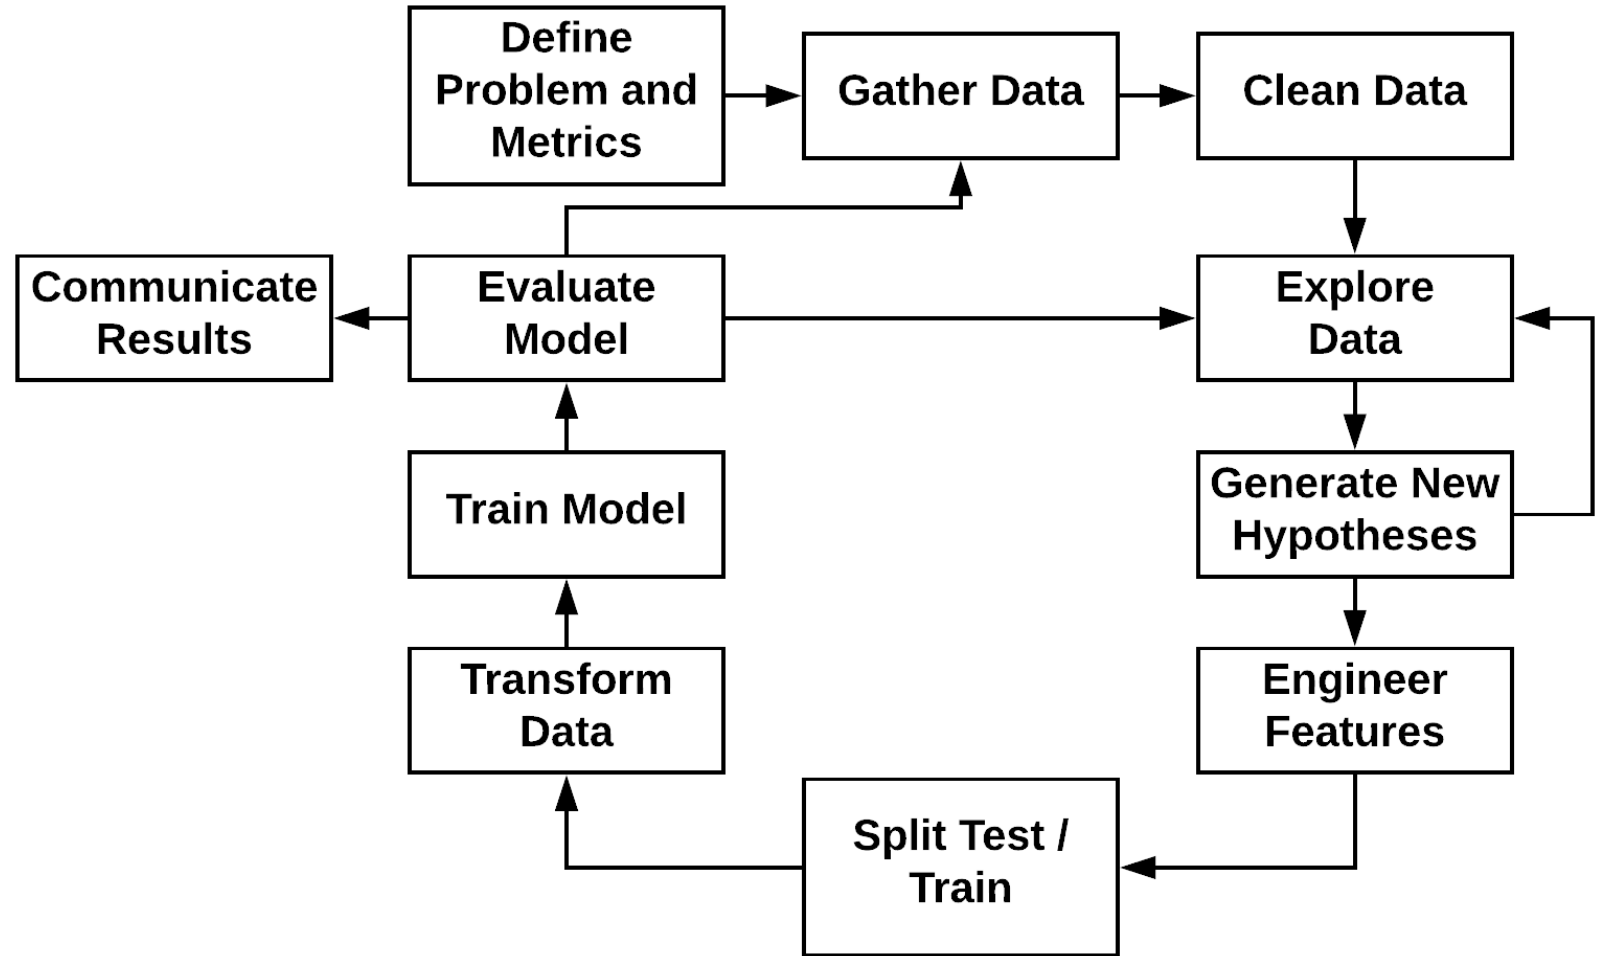 Define
Problem and
Metrics
Gather Data
Clean Data
Communicate
Results
Evaluate
Model
Explore
Data
Train Model
Generate New
Hypotheses
Transform
Data
Engineer
Features
Split Test /
Train